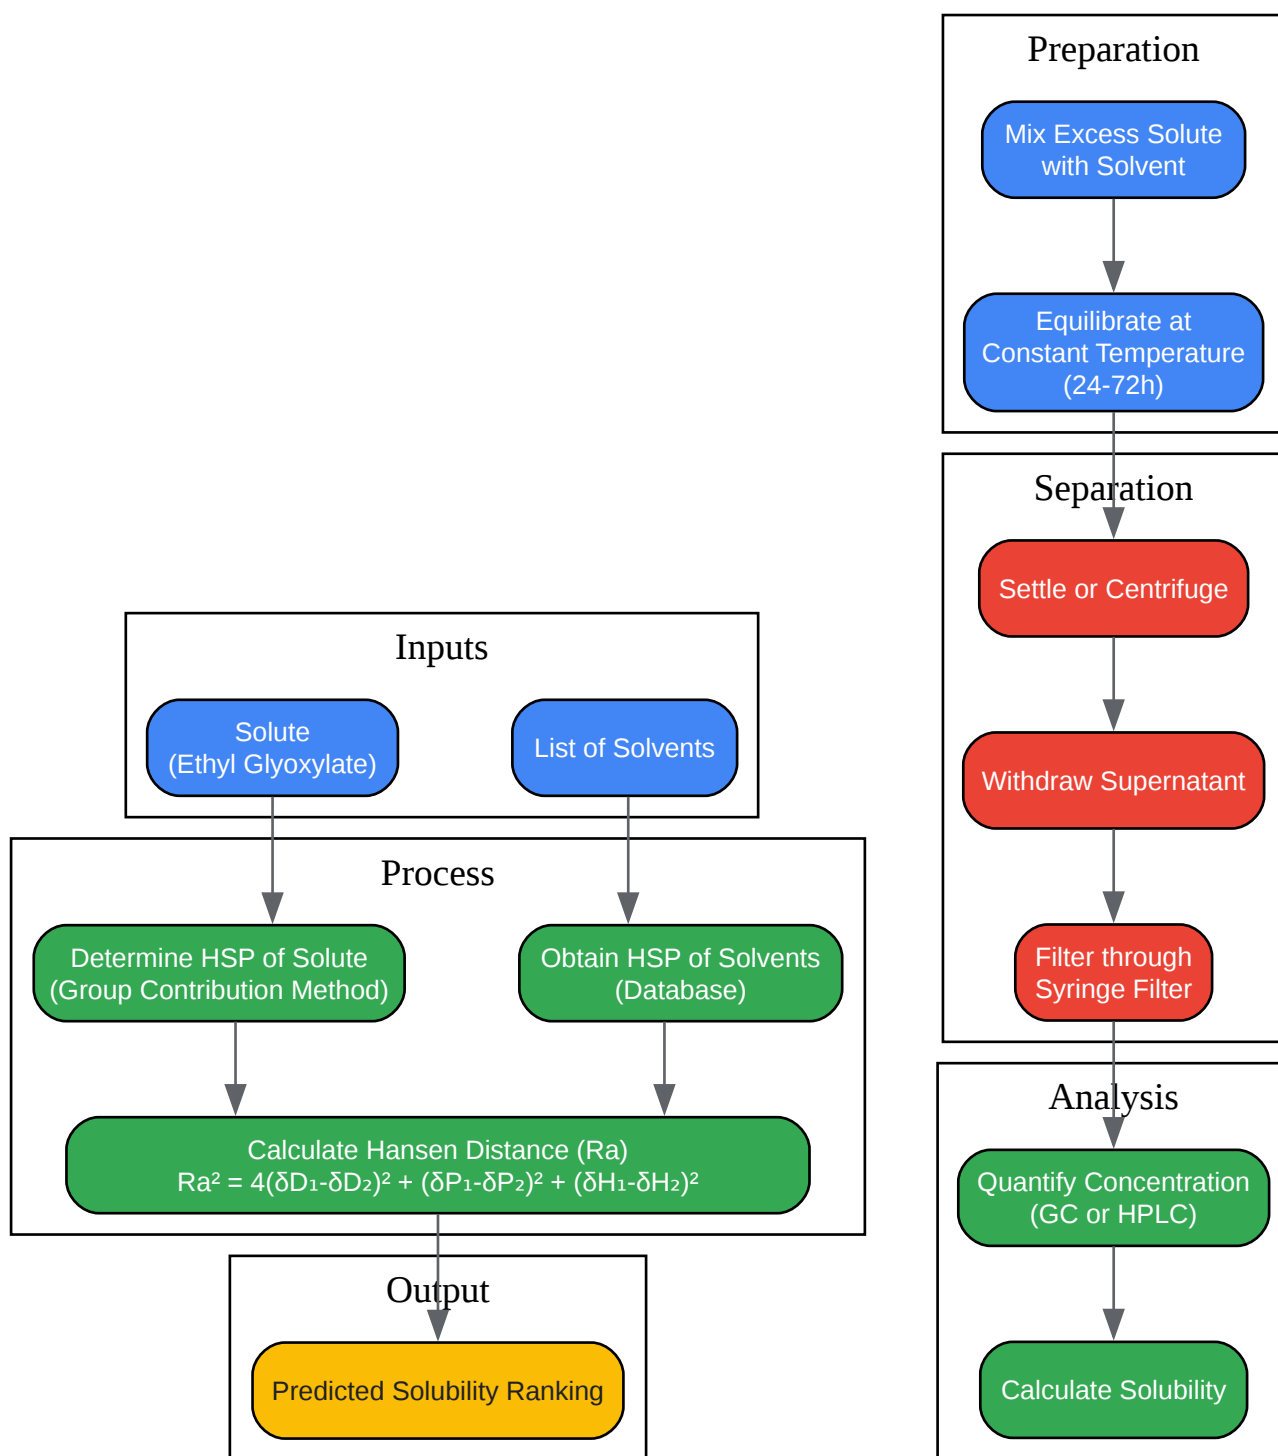 Inputs
Solute
(Ethyl Glyoxylate)
List of Solvents
Process
Determine HSP of Solute
(Group Contribution Method)
Obtain HSP of Solvents
(Database)
Calculate Hansen Distance (Ra)
Ra² = 4(δD₁-δD₂)² + (δP₁-δP₂)² + (δH₁-δH₂)²
Output
Predicted Solubility Ranking
Preparation
Mix Excess Solute
with Solvent
Equilibrate at
Constant Temperature
(24-72h)
Separation
Settle or Centrifuge
Withdraw Supernatant
Filter through
Syringe Filter
Analysis
Quantify Concentration
(GC or HPLC)
Calculate Solubility